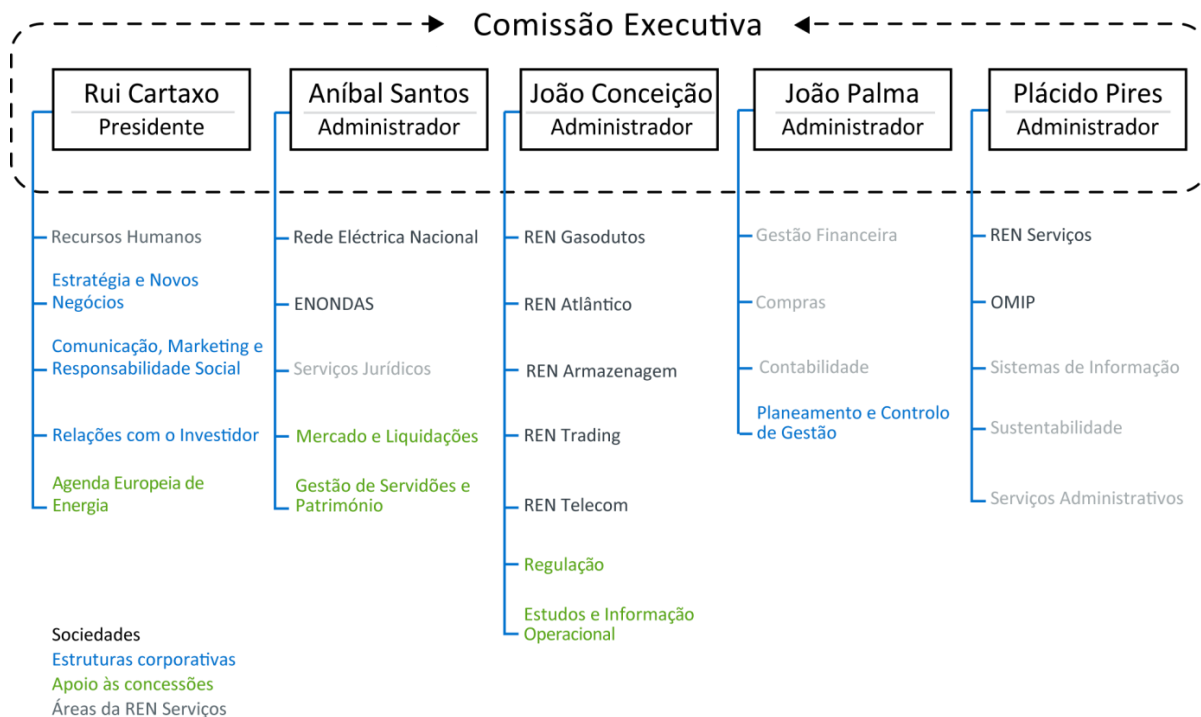 Comissão Executiva
Rui Cartaxo
Presidente
Recursos Humanos
Estratégia e Novos
Negócios
Comunicação, Marketing e
Responsabilidade Social
Relações com o Investidor
Agenda Europeia de
Energia
Aníbal Santos
Administrador
Rede Eléctrica Nacional
ENONDAS
Serviços Jurídicos
Mercado e Liquidações
Gestão de Servidões e
Património
João Conceição
Administrador
REN Gasodutos
REN Atlântico
REN Armazenagem
REN Trading
REN Telecom
Regulação
Estudos e Informação
Operacional
João Palma
Administrador
Gestão Financeira
Compras
Contabilidade
Planeamento e Controlo
de Gestão
Plácido Pires
Administrador
REN Serviços
OMIP
Sistemas de Informação
Sustentabilidade
Serviços Administrativos
Sociedades
Estruturas corporativas
Apoio às concessões
Áreas da REN Serviços